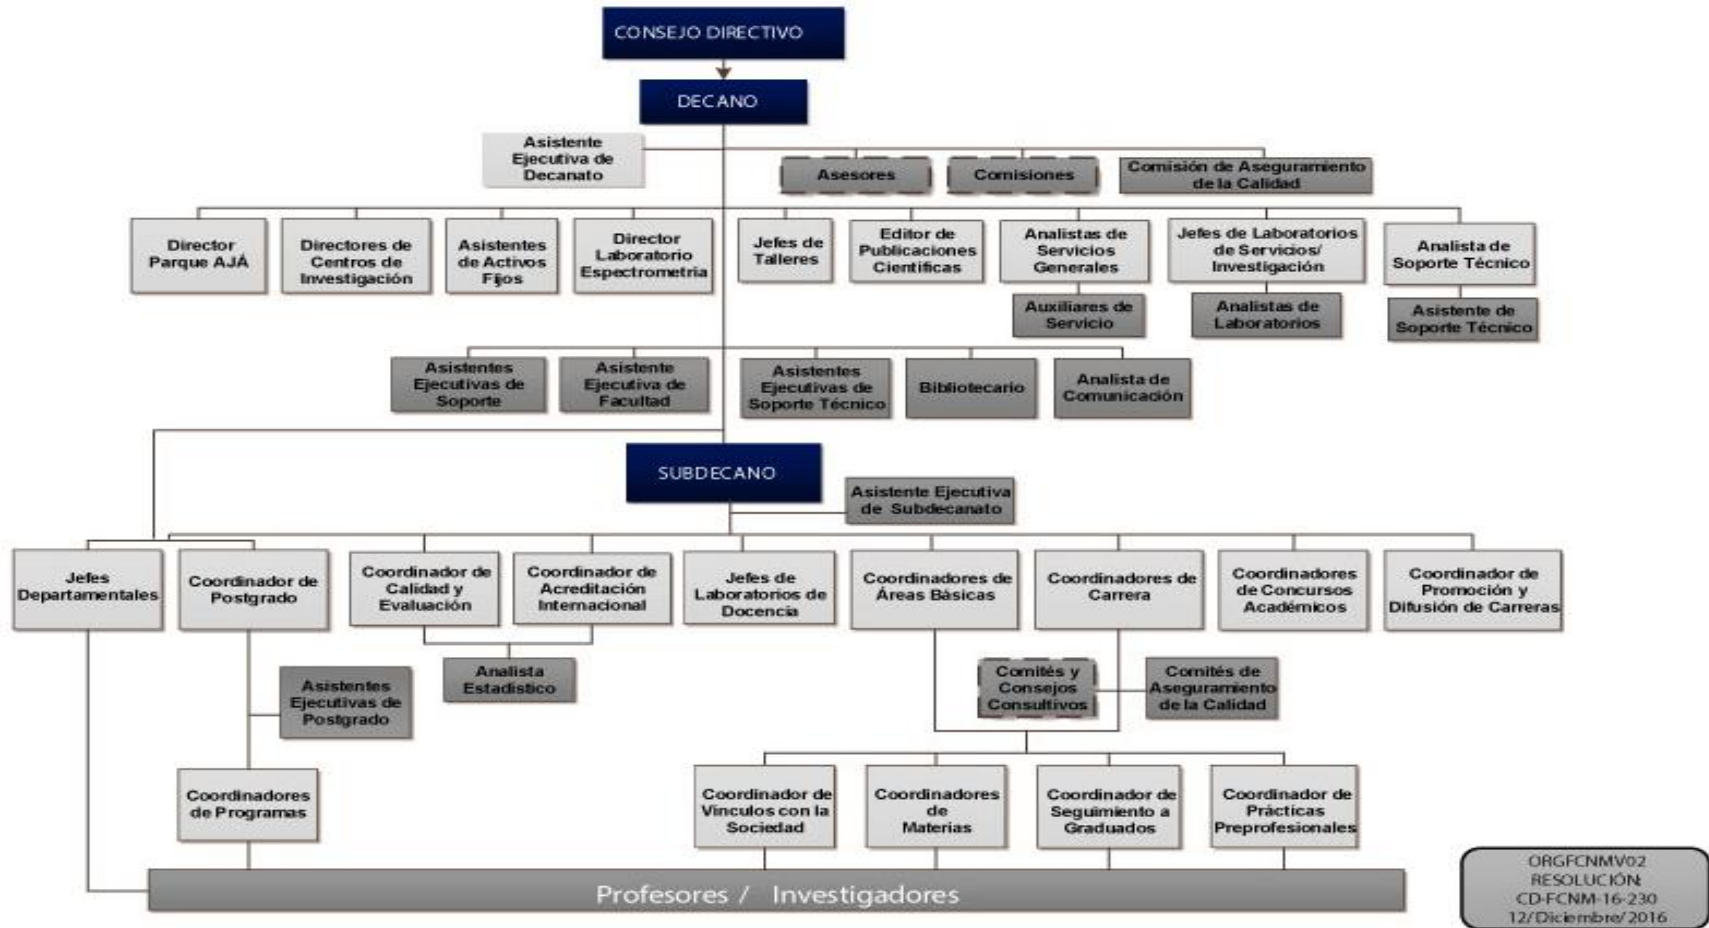 CONSEJO DIRECTIVO
DECANO
Asistente
Ejecutiva de
Decanato
Asesores
Comisiones
Comisión de Aseguramiento
de la Calidad
Director
Parque AJÁ
Directores de
Centros de
Investigación
Asistentes
de Activos
Fijos
Director
Laboratorio
Espectrometria
Jefes de
Talleres
Editor de
Publicaciones
Científicas
Analistas de
Servicios
Generales
Jefes de Laboratorios
de Servicios/
Investigación
Analista de
Soporte Técnico
Auxiliares de
Servicio
Analistas de
Laboratorios
Asistente de
Soporte Técnico
Asistentes
Ejecutivas de
Soporte
Asistente
Ejecutiva de
Facultad
Asistentes
Ejecutivas de
Soporte Técnico
Bibliotecario
Analista de
Comunicación
SUBDECANO
Asistente Ejecutiva
de Subdecanato
Jefes
Departamentales
Coordinador de
Postgrado
Coordinador de
Calidad y
Evaluación
Coordinador de
Acreditación
Internacional
Jefes de
Laboratorios de
Docencia
Coordinadores de
Áreas Básicas
Coordinadores de
Carrera
Coordinadores
de Concursos
Académicos
Coordinador de
Promoción y
Difusión de Carreras
Asistentes
Ejecutivas de
Postgrado
Analista
Estadístico
Comités y
Consejos
Consultivos
Comités de
Aseguramiento
de la Calidad
Coordinadores
de Programas
Coordinador de
Vínculos con la
Sociedad
Coordinadores
de
Materias
Coordinador de
Seguimiento a
Graduados
Coordinador de
Prácticas
Preprofesionales
Profesores / Investigadores
ORGFCNMV02
RESOLUCIÓN:
CD-FCNM-16-230
12/Diciembre/2016